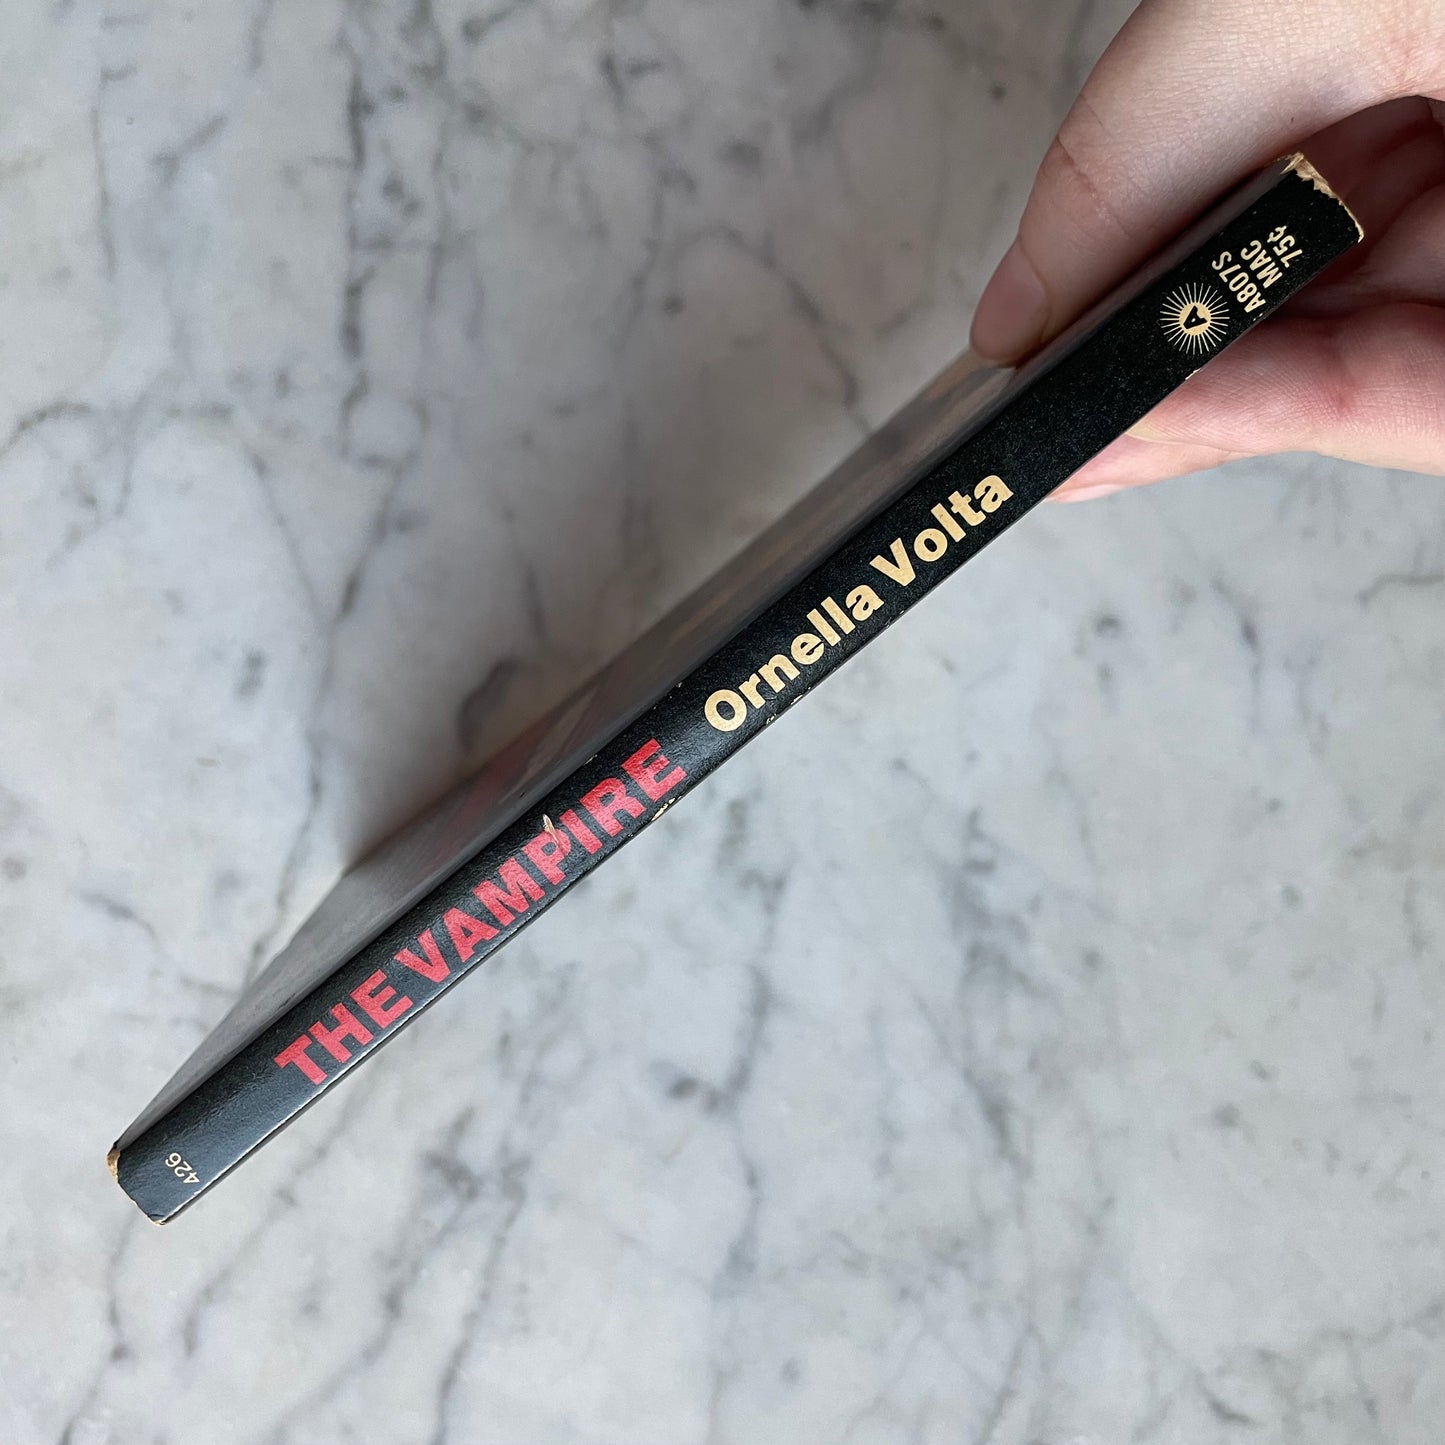 A807S
MAC
75¢
A
Ornella Volta
THE VAMPIRE
426